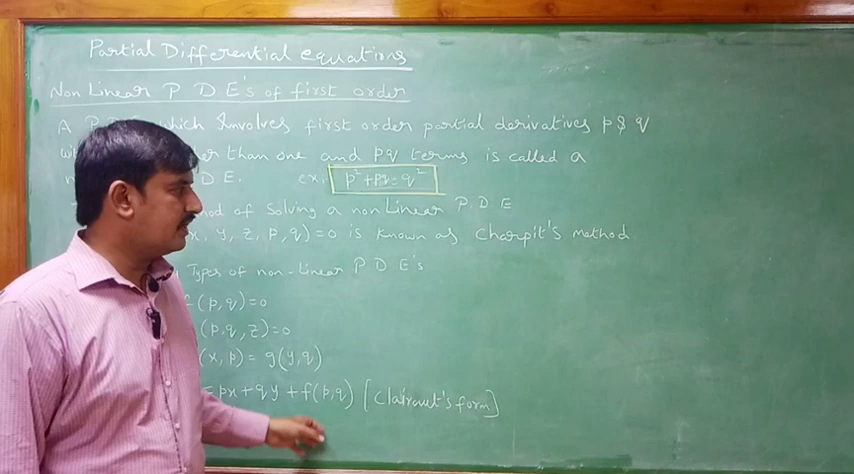 Partial Differential equations
Non Linear P D E's of first order
A P. which Involves first order partial derivatives p & q
than one and pq terms is called a
D E. ex: p²+pq=q²
of Solving a non Linear P.D.E
x, y, z, p, q)=0 is known as Charpit's method.
Types of non-linear P D E's
f(p,q)=0
(p,q,z)=0
(x,p)= g(y,q)
= px+qy+f(p,q) [Clairaut's form]